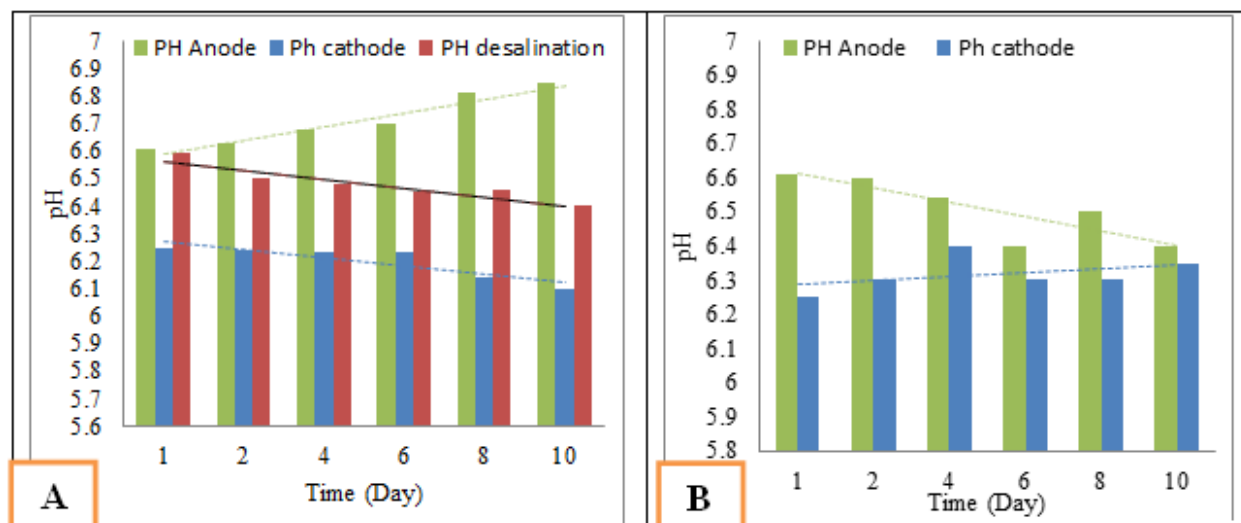 PH Anode Ph cathode PH desalination
7
6.9
6.8
6.7
6.6
6.5
6.4
6.3
6.2
6.1
6
5.9
5.8
5.7
5.6
pH
1 2 4 6 8 10
Time (Day)
A
PH Anode Ph cathode
7
6.9
6.8
6.7
6.6
6.5
6.4
6.3
6.2
6.1
6
5.9
5.8
pH
1 2 4 6 8 10
Time (Day)
B